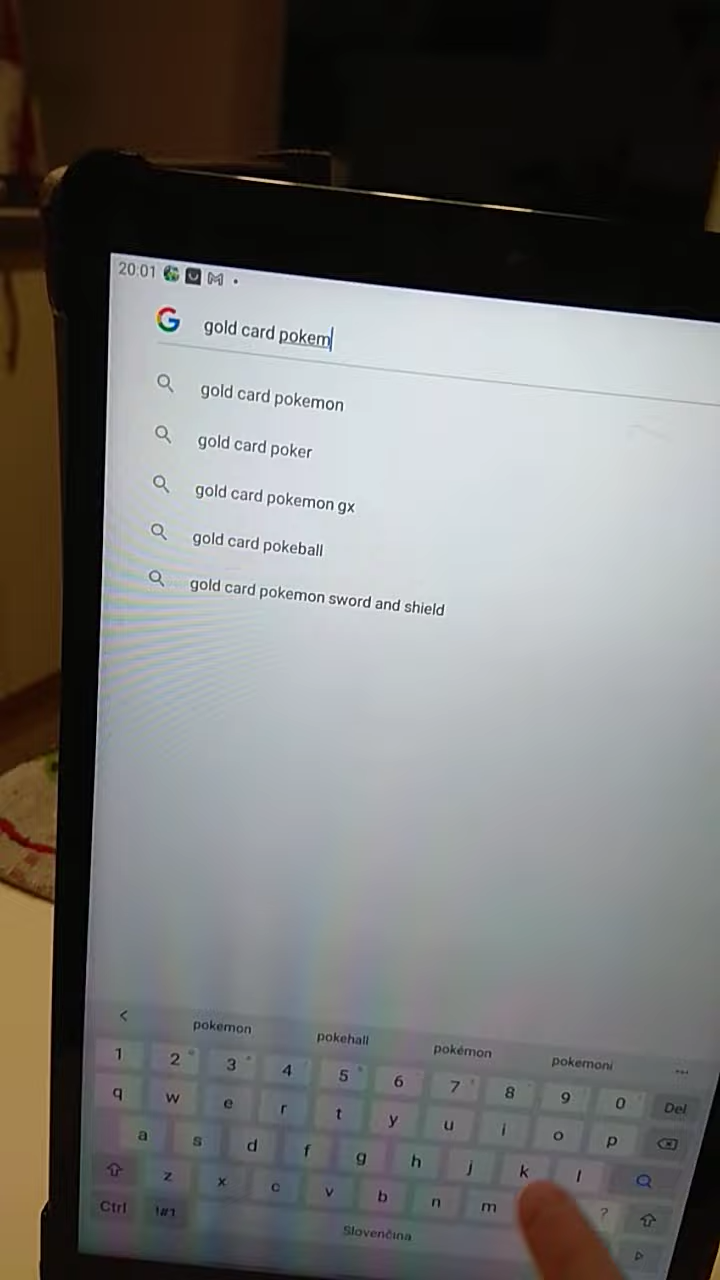 20:01
gold card pokem
gold card pokemon
gold card poker
gold card pokemon gx
gold card pokeball
gold card pokemon sword and shield
pokemon pokehall pokémon pokemoni ...
1 2 3 4 5 6 7 8 9 0 Del
q w e r t y u i o p
a s d f g h j k l
z x c v b n m ?
Ctrl !#1 Slovenčina